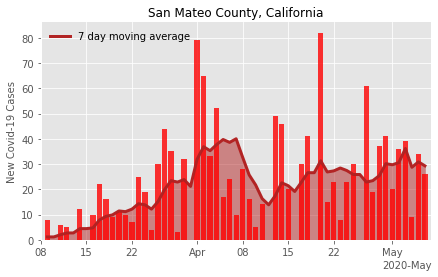 San Mateo County, California
7 day moving average
New Covid-19 Cases
80
70
60
50
40
30
20
10
0
08 15 22 Apr 08 15 22 May
2020-May